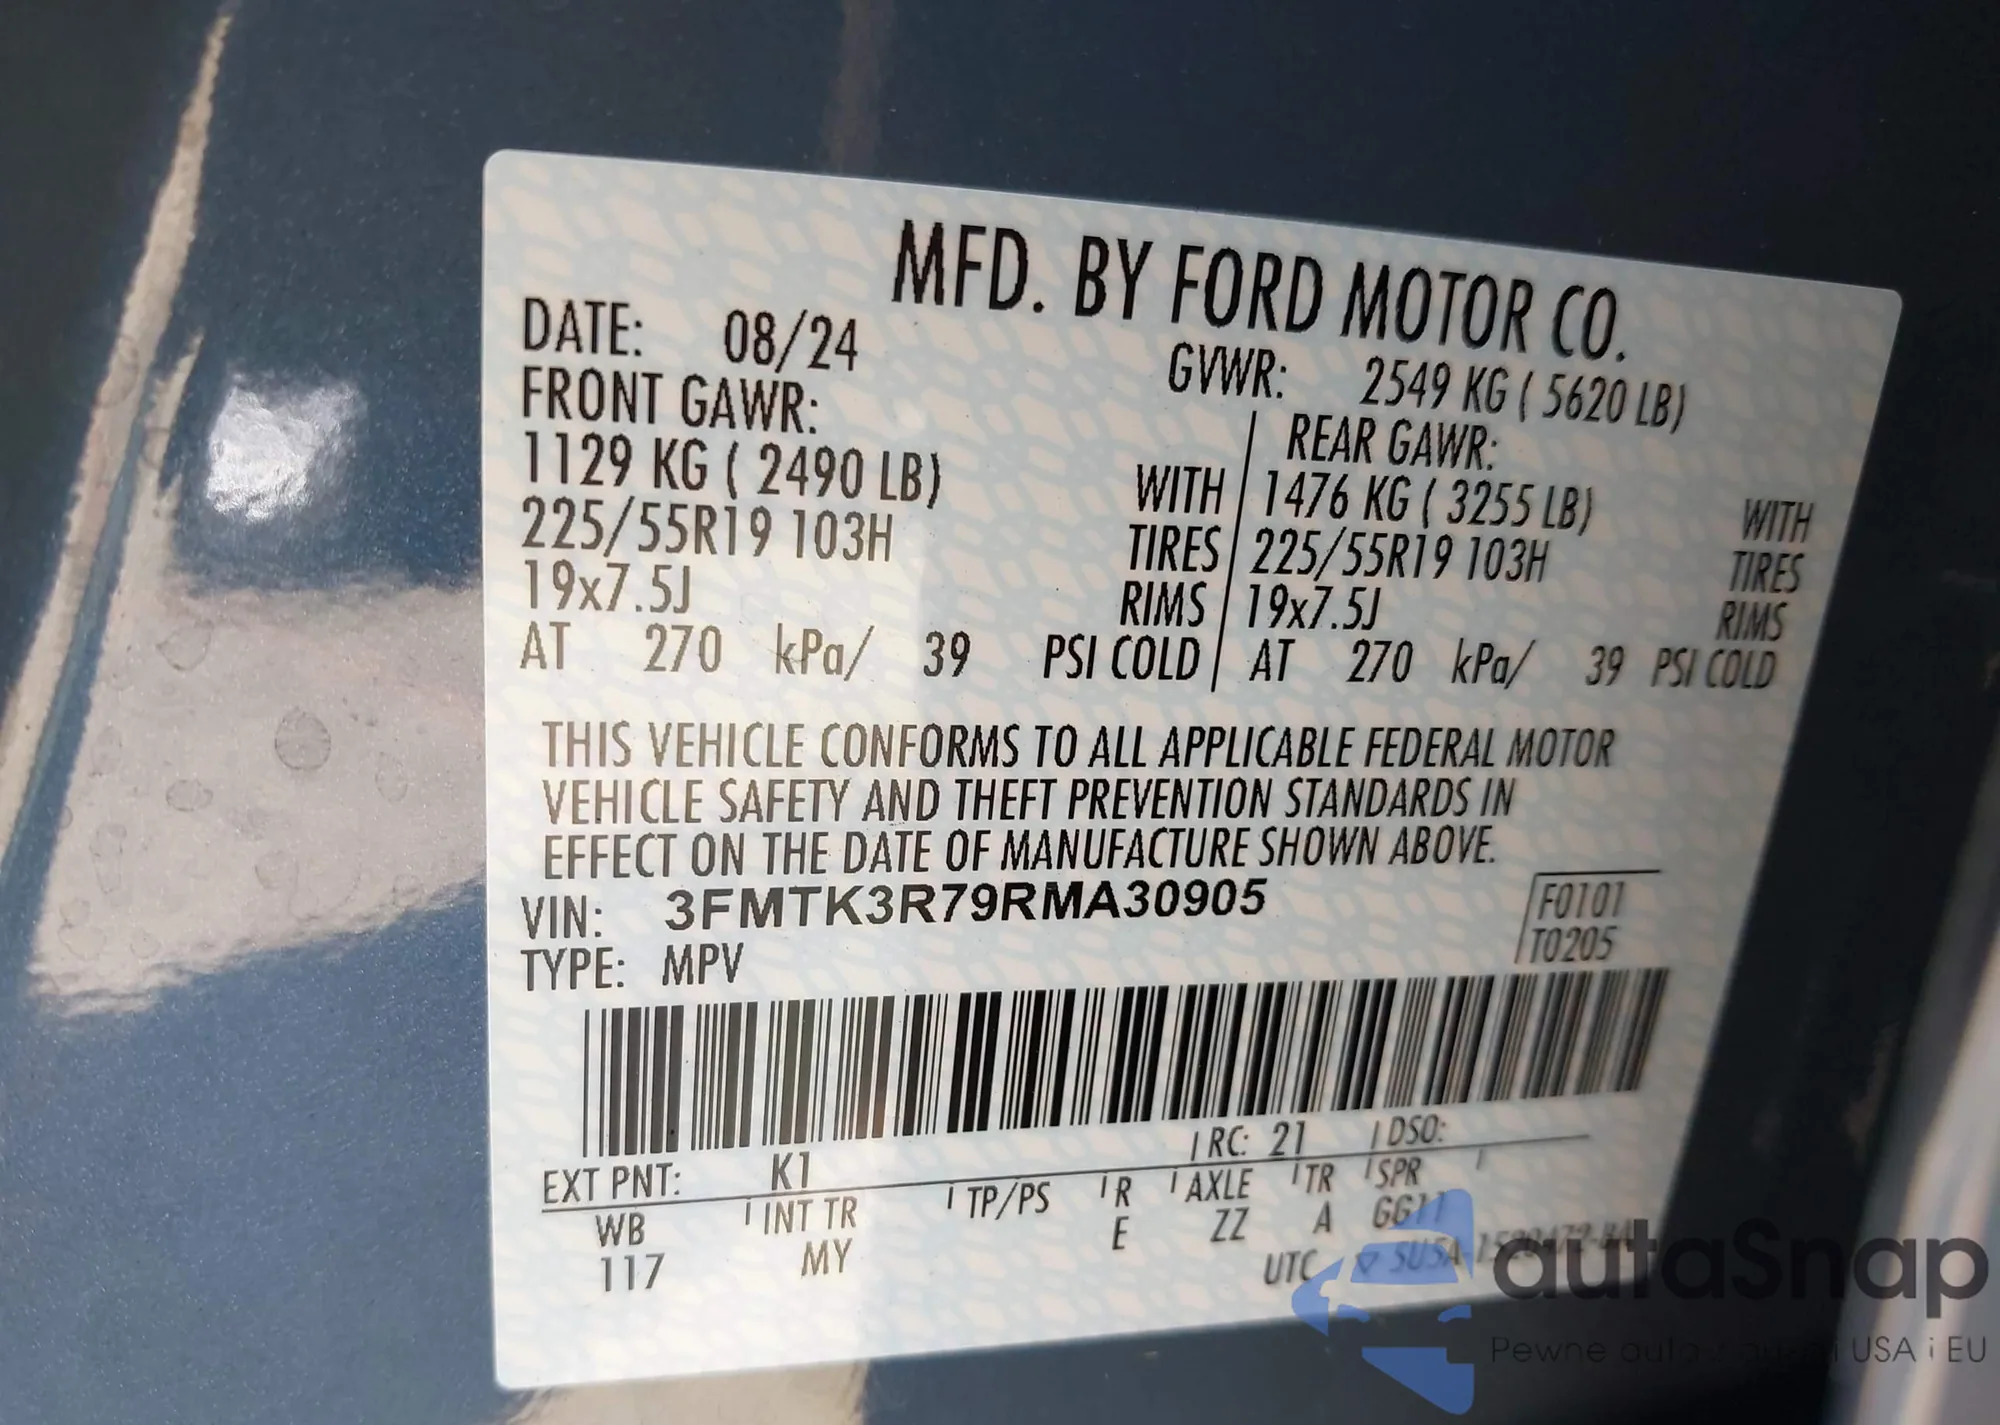 MFD. BY FORD MOTOR CO.
DATE: 08/24 GVWR: 2549 KG ( 5620 LB)
FRONT GAWR: REAR GAWR:
1129 KG ( 2490 LB) WITH 1476 KG ( 3255 LB) WITH
225/55R19 103H TIRES 225/55R19 103H TIRES
19x7.5J RIMS 19x7.5J RIMS
AT 270 kPa/ 39 PSI COLD AT 270 kPa/ 39 PSI COLD
THIS VEHICLE CONFORMS TO ALL APPLICABLE FEDERAL MOTOR
VEHICLE SAFETY AND THEFT PREVENTION STANDARDS IN
EFFECT ON THE DATE OF MANUFACTURE SHOWN ABOVE.
VIN: 3FMTK3R79RMA30905
F0101
T0205
TYPE: MPV
EXT PNT: K1 RC: 21 DSO:
WB INT TR TP/PS R AXLE TR SPR
117 MY E ZZ A GG11
UTC
autaSnap
Pewne auta USA i EU